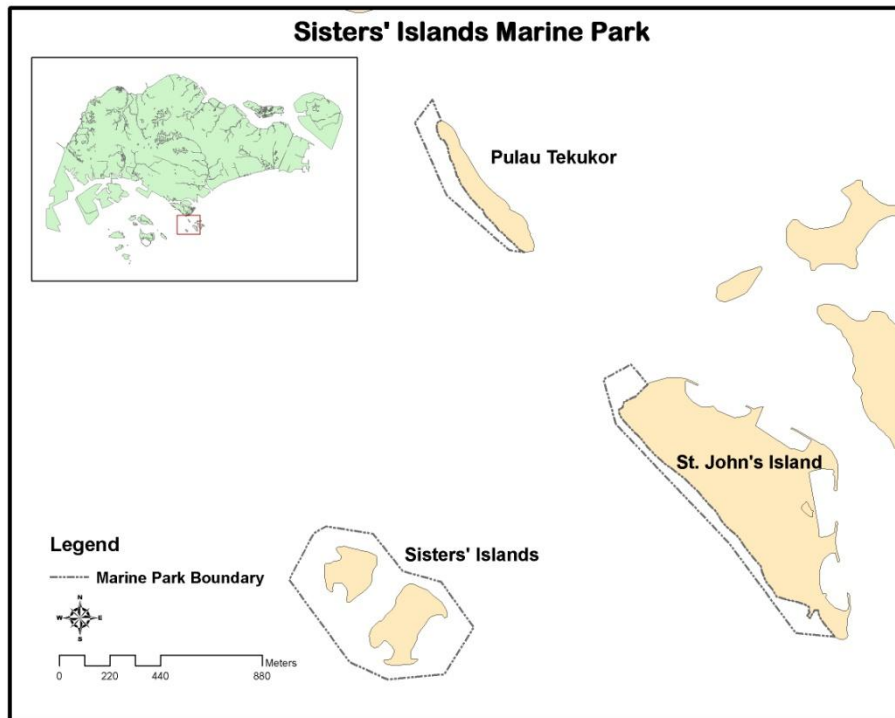 Sisters' Islands Marine Park
Pulau Tekukor
St. John's Island
Sisters' Islands
Legend
Marine Park Boundary
N
W E
S
Meters
0 220 440 880